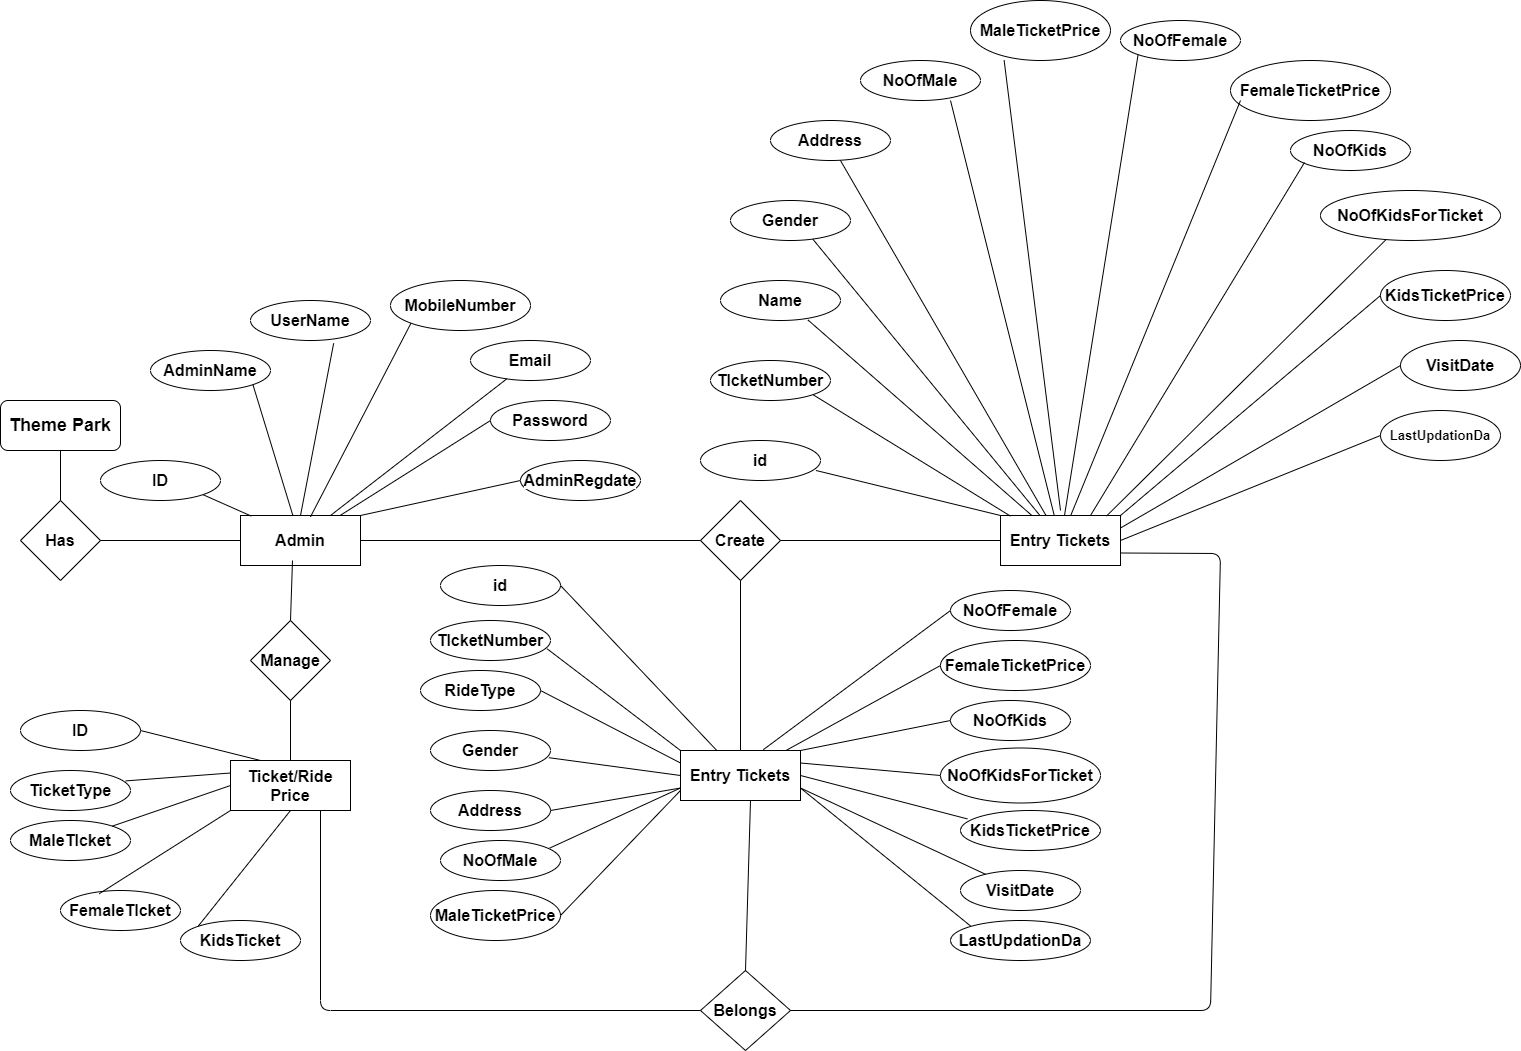 MaleTicketPrice
NoOfFemale
NoOfMale
FemaleTicketPrice
Address
NoOfKids
Gender
NoOfKidsForTicket
Name
KidsTicketPrice
MobileNumber
UserName
Email
VisitDate
AdminName
TIcketNumber
Theme Park
Password
LastUpdationDa
id
ID
AdminRegdate
Has
Admin
Create
Entry Tickets
id
NoOfFemale
TIcketNumber
Manage
FemaleTicketPrice
RideType
NoOfKids
ID
Gender
Ticket/Ride
Price
Entry Tickets
NoOfKidsForTicket
TicketType
Address
MaleTIcket
KidsTicketPrice
NoOfMale
VisitDate
FemaleTIcket
MaleTicketPrice
KidsTicket
LastUpdationDa
Belongs